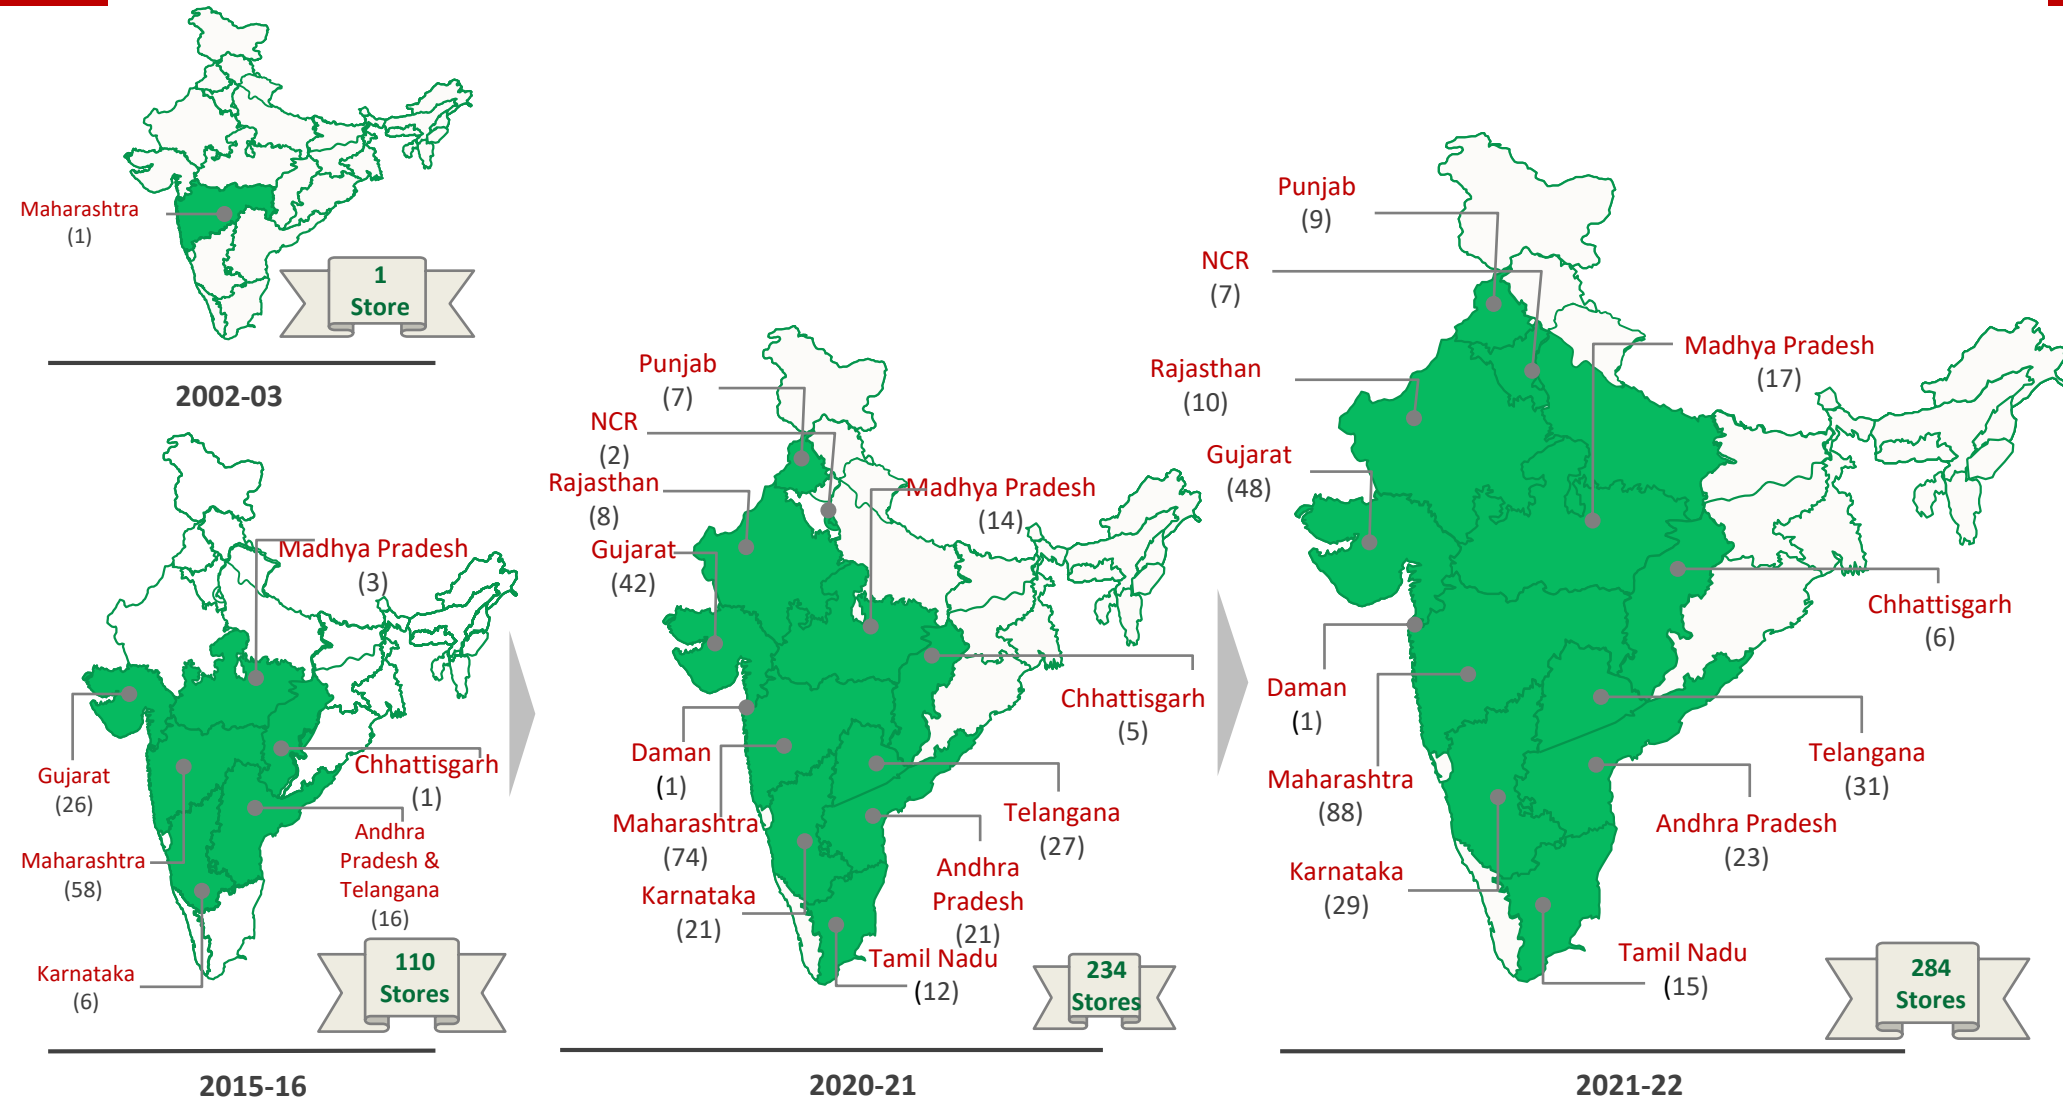 Maharashtra
(1)
1
Store
2002-03
Madhya Pradesh
(3)
Gujarat
(26)
Chhattisgarh
(1)
Maharashtra
(58)
Andhra
Pradesh &
Telangana
(16)
Karnataka
(6)
110
Stores
2015-16
Punjab
(7)
NCR
(2)
Rajasthan
(8)
Gujarat
(42)
Madhya Pradesh
(14)
Chhattisgarh
(5)
Daman
(1)
Maharashtra
(74)
Telangana
(27)
Andhra
Pradesh
(21)
Karnataka
(21)
Tamil Nadu
(12)
234
Stores
2020-21
Punjab
(9)
NCR
(7)
Rajasthan
(10)
Gujarat
(48)
Madhya Pradesh
(17)
Chhattisgarh
(6)
Daman
(1)
Maharashtra
(88)
Telangana
(31)
Andhra Pradesh
(23)
Karnataka
(29)
Tamil Nadu
(15)
284
Stores
2021-22